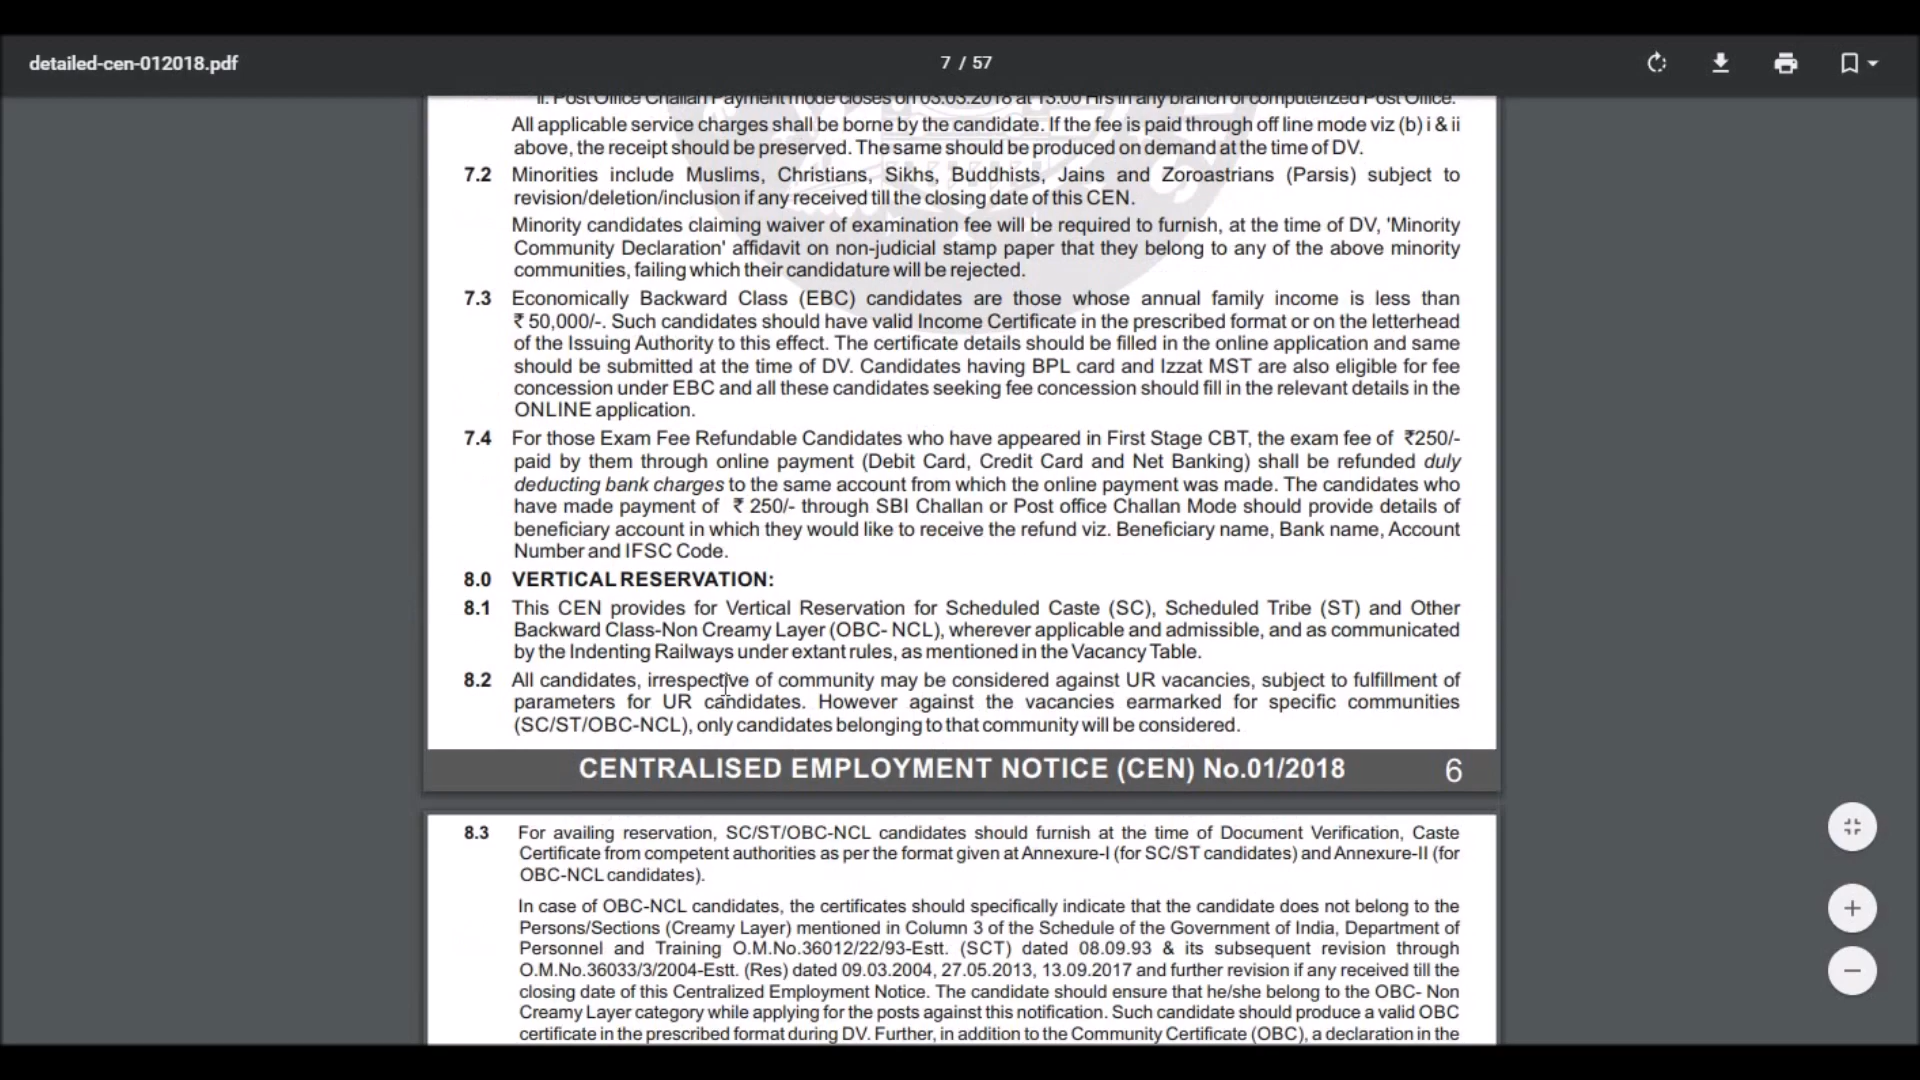 detailed-cen-012018.pdf
7 / 57
ii. Post Office Challan Payment mode closes on 03.03.2018 at 13.00 Hrs in any branch of computerized Post Office.
All applicable service charges shall be borne by the candidate. If the fee is paid through off line mode viz (b) i & ii
above, the receipt should be preserved. The same should be produced on demand at the time of DV.
7.2 Minorities include Muslims, Christians, Sikhs, Buddhists, Jains and Zoroastrians (Parsis) subject to
revision/deletion/inclusion if any received till the closing date of this CEN.
Minority candidates claiming waiver of examination fee will be required to furnish, at the time of DV, 'Minority
Community Declaration' affidavit on non-judicial stamp paper that they belong to any of the above minority
communities, failing which their candidature will be rejected.
7.3 Economically Backward Class (EBC) candidates are those whose annual family income is less than
₹ 50,000/-. Such candidates should have valid Income Certificate in the prescribed format or on the letterhead
of the Issuing Authority to this effect. The certificate details should be filled in the online application and same
should be submitted at the time of DV. Candidates having BPL card and Izzat MST are also eligible for fee
concession under EBC and all these candidates seeking fee concession should fill in the relevant details in the
ONLINE application.
7.4 For those Exam Fee Refundable Candidates who have appeared in First Stage CBT, the exam fee of ₹250/-
paid by them through online payment (Debit Card, Credit Card and Net Banking) shall be refunded duly
deducting bank charges to the same account from which the online payment was made. The candidates who
have made payment of ₹ 250/- through SBI Challan or Post office Challan Mode should provide details of
beneficiary account in which they would like to receive the refund viz. Beneficiary name, Bank name, Account
Number and IFSC Code.
8.0 VERTICAL RESERVATION:
8.1 This CEN provides for Vertical Reservation for Scheduled Caste (SC), Scheduled Tribe (ST) and Other
Backward Class-Non Creamy Layer (OBC- NCL), wherever applicable and admissible, and as communicated
by the Indenting Railways under extant rules, as mentioned in the Vacancy Table.
8.2 All candidates, irrespective of community may be considered against UR vacancies, subject to fulfillment of
parameters for UR candidates. However against the vacancies earmarked for specific communities
(SC/ST/OBC-NCL), only candidates belonging to that community will be considered.
CENTRALISED EMPLOYMENT NOTICE (CEN) No.01/2018 6
8.3 For availing reservation, SC/ST/OBC-NCL candidates should furnish at the time of Document Verification, Caste
Certificate from competent authorities as per the format given at Annexure-I (for SC/ST candidates) and Annexure-II (for
OBC-NCL candidates).
In case of OBC-NCL candidates, the certificates should specifically indicate that the candidate does not belong to the
Persons/Sections (Creamy Layer) mentioned in Column 3 of the Schedule of the Government of India, Department of
Personnel and Training O.M.No.36012/22/93-Estt. (SCT) dated 08.09.93 & its subsequent revision through
O.M.No.36033/3/2004-Estt. (Res) dated 09.03.2004, 27.05.2013, 13.09.2017 and further revision if any received till the
closing date of this Centralized Employment Notice. The candidate should ensure that he/she belong to the OBC- Non
Creamy Layer category while applying for the posts against this notification. Such candidate should produce a valid OBC
certificate in the prescribed format during DV. Further, in addition to the Community Certificate (OBC), a declaration in the